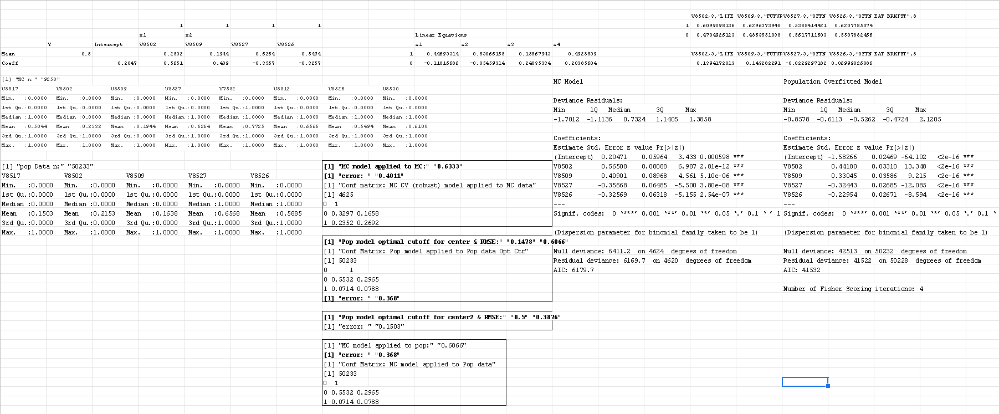 V8502,3,"LIFE V8509,3,"FUTUR V8527,3,"OFTN V8526,3,"OFTN EAT BRKFST",8
1 1 1 1 1 0.6099098136 0.6296373948 0.5388414421 0.6207785074
x1 x2 Linear Equations 0 0.4704926123 0.4863551038 0.5617711603 0.5507882466
Y Intercept V8502 V8509 V8527 V8526 x1 x2 x3 x4
Mean 0.5 0.2532 0.1944 0.6264 0.5494 1 0.44693314 0.53066155 0.15567943 0.4928539 V8502,3,"LIFE V8509,3,"FUTUR V8527,3,"OFTN V8526,3,"OFTN EAT BRKFST",8
Coeff 0.2047 0.5651 0.409 -0.3567 -0.3257 0 -0.11816686 -0.05459314 0.24835334 0.20385604 0.1394172013 0.143282291 -0.0229297182 0.06999026086
[1] "MC n:" "9250"
V8517 V8502 V8509 V8527 V7552 V8512 V8526 V8530
Min. :0.0000 Min. :0.0000 Min. :0.0000 Min. :0.0000 Min. :0.0000 Min. :0.0000 Min. :0.0000 Min. :0.0000
1st Qu.:0.0000 1st Qu.:0.0000 1st Qu.:0.0000 1st Qu.:0.0000 1st Qu.:1.0000 1st Qu.:0.0000 1st Qu.:0.0000 1st Qu.:0.0000
Median :1.0000 Median :0.0000 Median :0.0000 Median :1.0000 Median :1.0000 Median :1.0000 Median :1.0000 Median :1.0000
Mean :0.5044 Mean :0.2532 Mean :0.1944 Mean :0.6264 Mean :0.7725 Mean :0.6666 Mean :0.5494 Mean :0.6108
3rd Qu.:1.0000 3rd Qu.:1.0000 3rd Qu.:0.0000 3rd Qu.:1.0000 3rd Qu.:1.0000 3rd Qu.:1.0000 3rd Qu.:1.0000 3rd Qu.:1.0000
Max. :1.0000 Max. :1.0000 Max. :1.0000 Max. :1.0000 Max. :1.0000 Max. :1.0000 Max. :1.0000 Max. :1.0000
[1] "pop Data n:" "50233"
V8517 V8502 V8509 V8527 V8526
Min. :0.0000 Min. :0.0000 Min. :0.0000 Min. :0.0000 Min. :0.0000
1st Qu.:0.0000 1st Qu.:0.0000 1st Qu.:0.0000 1st Qu.:0.0000 1st Qu.:0.0000
Median :0.0000 Median :0.0000 Median :0.0000 Median :1.0000 Median :1.0000
Mean :0.1503 Mean :0.2153 Mean :0.1638 Mean :0.6568 Mean :0.5885
3rd Qu.:0.0000 3rd Qu.:0.0000 3rd Qu.:0.0000 3rd Qu.:1.0000 3rd Qu.:1.0000
Max. :1.0000 Max. :1.0000 Max. :1.0000 Max. :1.0000 Max. :1.0000
[1] "MC model applied to MC:" "0.6333"
[1] "error: " "0.4011"
[1] "Conf matrix: MC CV (robust) model applied to MC data"
[1] 4625
0 1
0 0.3297 0.1658
1 0.2352 0.2692
[1] "Pop model optimal cutoff for center & RMSE:" "0.1478" "0.6066"
[1] "Conf Matrix: Pop model applied to Pop data Opt Ctr"
[1] 50233
0 1
0 0.5532 0.2965
1 0.0714 0.0788
[1] "error: " "0.368"
[1] "Pop model optimal cutoff for center2 & RMSE:" "0.5" "0.3876"
[1] "error: " "0.1503"
[1] "MC model applied to pop:" "0.6066"
[1] "error: " "0.368"
[1] "Conf Matrix: MC model applied to Pop data"
[1] 50233
0 1
0 0.5532 0.2965
1 0.0714 0.0788
MC Model
Deviance Residuals:
Min 1Q Median 3Q Max
-1.7012 -1.1136 0.7324 1.1405 1.3858
Coefficients:
Estimate Std. Error z value Pr(>|z|)
(Intercept) 0.20471 0.05964 3.433 0.000598 ***
V8502 0.56508 0.08088 6.987 2.81e-12 ***
V8509 0.40901 0.08968 4.561 5.10e-06 ***
V8527 -0.35668 0.06485 -5.500 3.80e-08 ***
V8526 -0.32569 0.06318 -5.155 2.54e-07 ***
---
Signif. codes: 0 ‘***’ 0.001 ‘**’ 0.01 ‘*’ 0.05 ‘.’ 0.1 ‘ ’ 1
(Dispersion parameter for binomial family taken to be 1)
Null deviance: 6411.2 on 4624 degrees of freedom
Residual deviance: 6169.7 on 4620 degrees of freedom
AIC: 6179.7
Population Overfitted Model
Deviance Residuals:
Min 1Q Median 3Q Max
-0.8578 -0.6113 -0.5262 -0.4724 2.1205
Coefficients:
Estimate Std. Error z value Pr(>|z|)
(Intercept) -1.58266 0.02469 -64.102 <2e-16 ***
V8502 0.44180 0.03310 13.348 <2e-16 ***
V8509 0.33045 0.03586 9.215 <2e-16 ***
V8527 -0.32443 0.02685 -12.085 <2e-16 ***
V8526 -0.22954 0.02671 -8.594 <2e-16 ***
---
Signif. codes: 0 ‘***’ 0.001 ‘**’ 0.01 ‘*’ 0.05 ‘.’ 0.1 ‘
(Dispersion parameter for binomial family taken to be 1)
Null deviance: 42513 on 50232 degrees of freedom
Residual deviance: 41522 on 50228 degrees of freedom
AIC: 41532
Number of Fisher Scoring iterations: 4